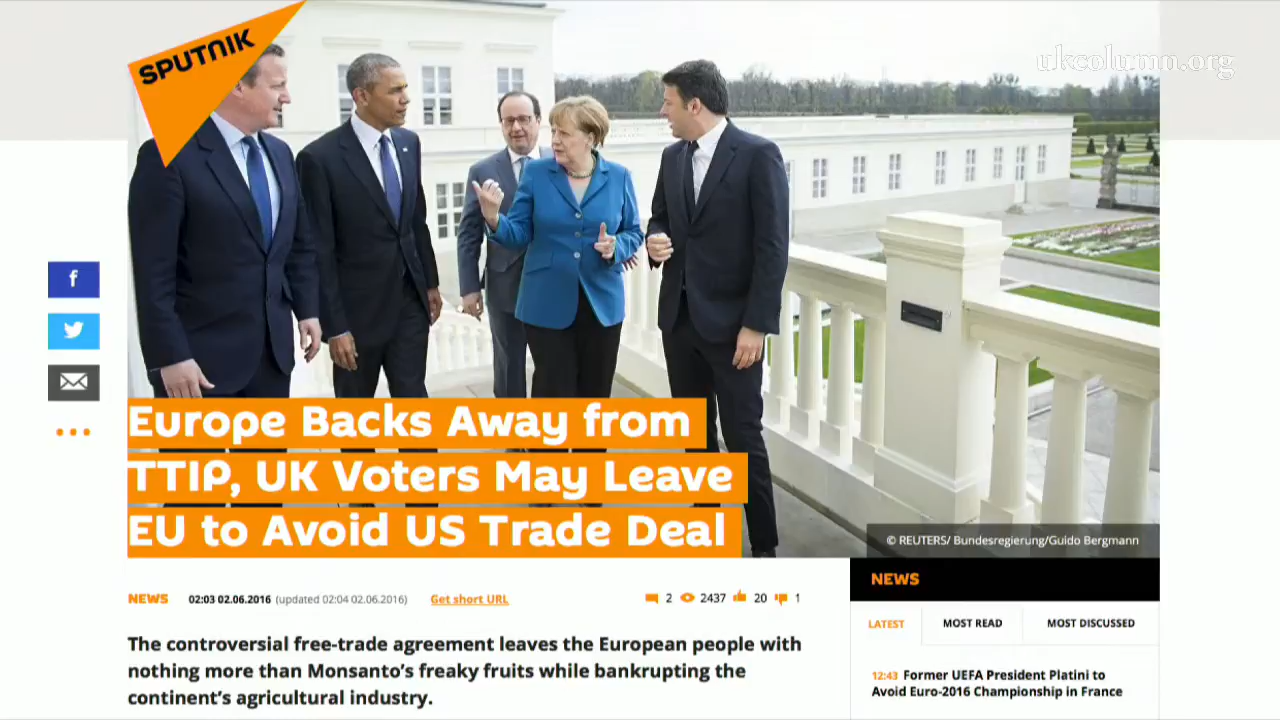 SPUTNIK
ukcolumn.org
f
Europe Backs Away from
TTIP, UK Voters May Leave
EU to Avoid US Trade Deal
© REUTERS/ Bundesregierung/Guido Bergmann
NEWS 02:03 02.06.2016 (updated 02:04 02.06.2016) Get short URL 2 2437 20 1
The controversial free-trade agreement leaves the European people with
nothing more than Monsanto's freaky fruits while bankrupting the
continent's agricultural industry.
NEWS
LATEST MOST READ MOST DISCUSSED
12:43 Former UEFA President Platini to
Avoid Euro-2016 Championship in France